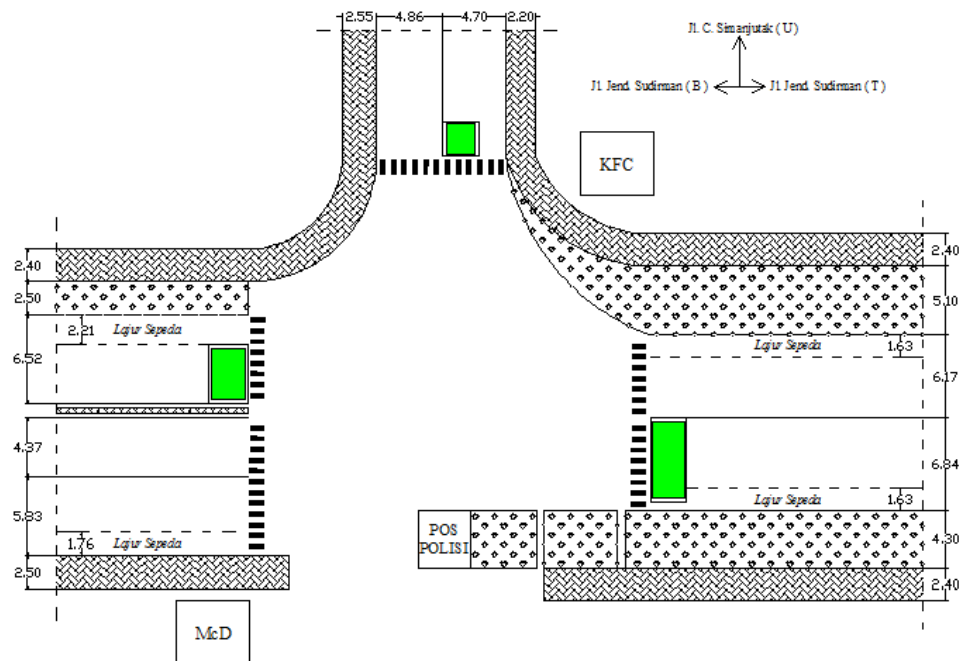 2.55 4.86 4.70 2.20
Jl. C. Simanjutak ( U )
Jl. Jend. Sudirman ( B )
Jl. Jend. Sudirman ( T )
KFC
2.40
2.50
2.21
Lajur Sepeda
6.52
4.37
5.83
1.76
Lajur Sepeda
2.50
McD
2.40
5.10
Lajur Sepeda
1.63
6.17
6.84
Lajur Sepeda
1.63
POS
POLISI
4.30
2.40